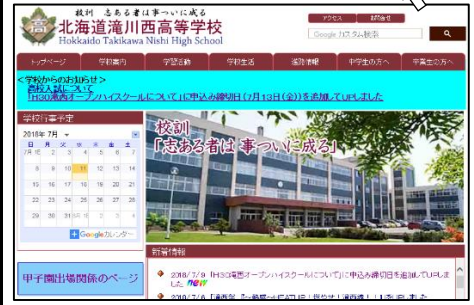 校訓 志ある者は事ついに成る
北海道滝川西高等学校
Hokkaido Takikawa Nishi High School
アクセス お問合せ
Google カスタム検索
トップページ 学校案内 学習活動 学校生活 進路情報 中学生の方へ 卒業生の方へ
<学校からのお知らせ>
高校入試について
「H30滝西オープンハイスクールについて」に申込み締切日(7月13日(金))を追加してUPしました
学校行事予定
2018年 7月
日 月 火 水 木 金 土
7月 1日 2 3 4 5 6 7
8 9 10 11 12 13 14
15 16 17 18 19 20 21
22 23 24 25 26 27 28
29 30 31 8月 1日 2 3 4
+ Googleカレンダー
校訓
「志ある者は 事ついに成る」
甲子園出場関係のページ
新着情報
2018/7/9 「H30滝西オープンハイスクールについて」に申込み締切日を追加してUPしました new